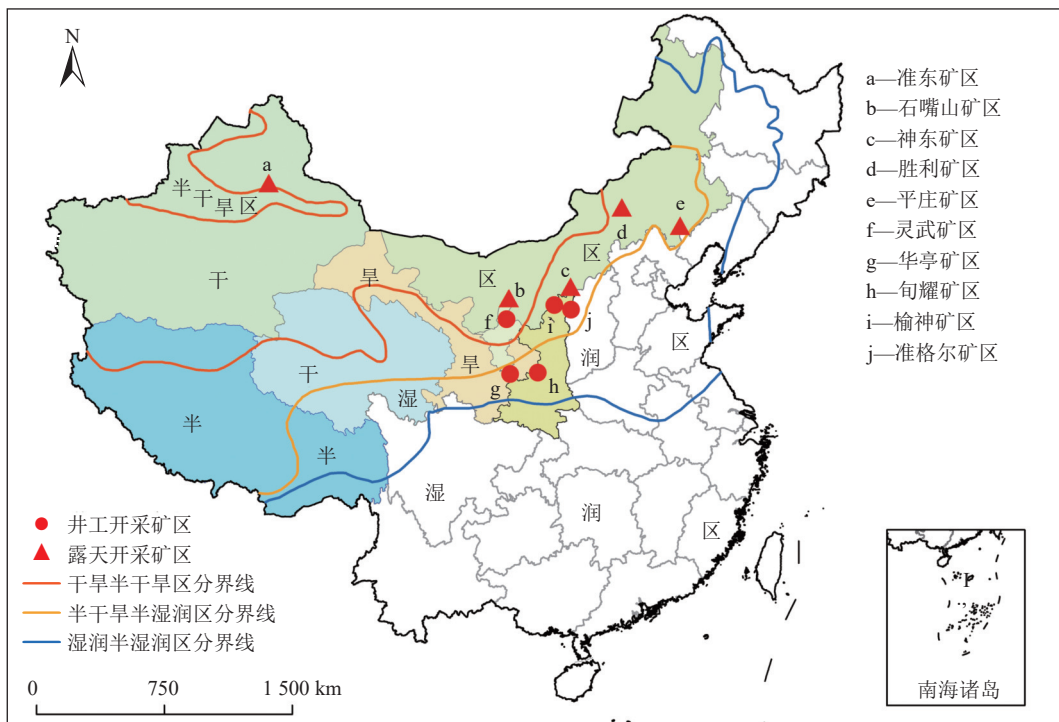 N
a—准东矿区
b—石嘴山矿区
c—神东矿区
d—胜利矿区
e—平庄矿区
f—灵武矿区
g—华亭矿区
h—旬耀矿区
i—榆神矿区
j—准格尔矿区
a
半干旱区
e
d
干
旱
区
区
c
b
f
i
j
润
区
干
旱
湿
g
h
半
半
湿
润
区
井工开采矿区
露天开采矿区
干旱半干旱区分界线
半干旱半湿润区分界线
湿润半湿润区分界线
0 750 1 500 km
南海诸岛